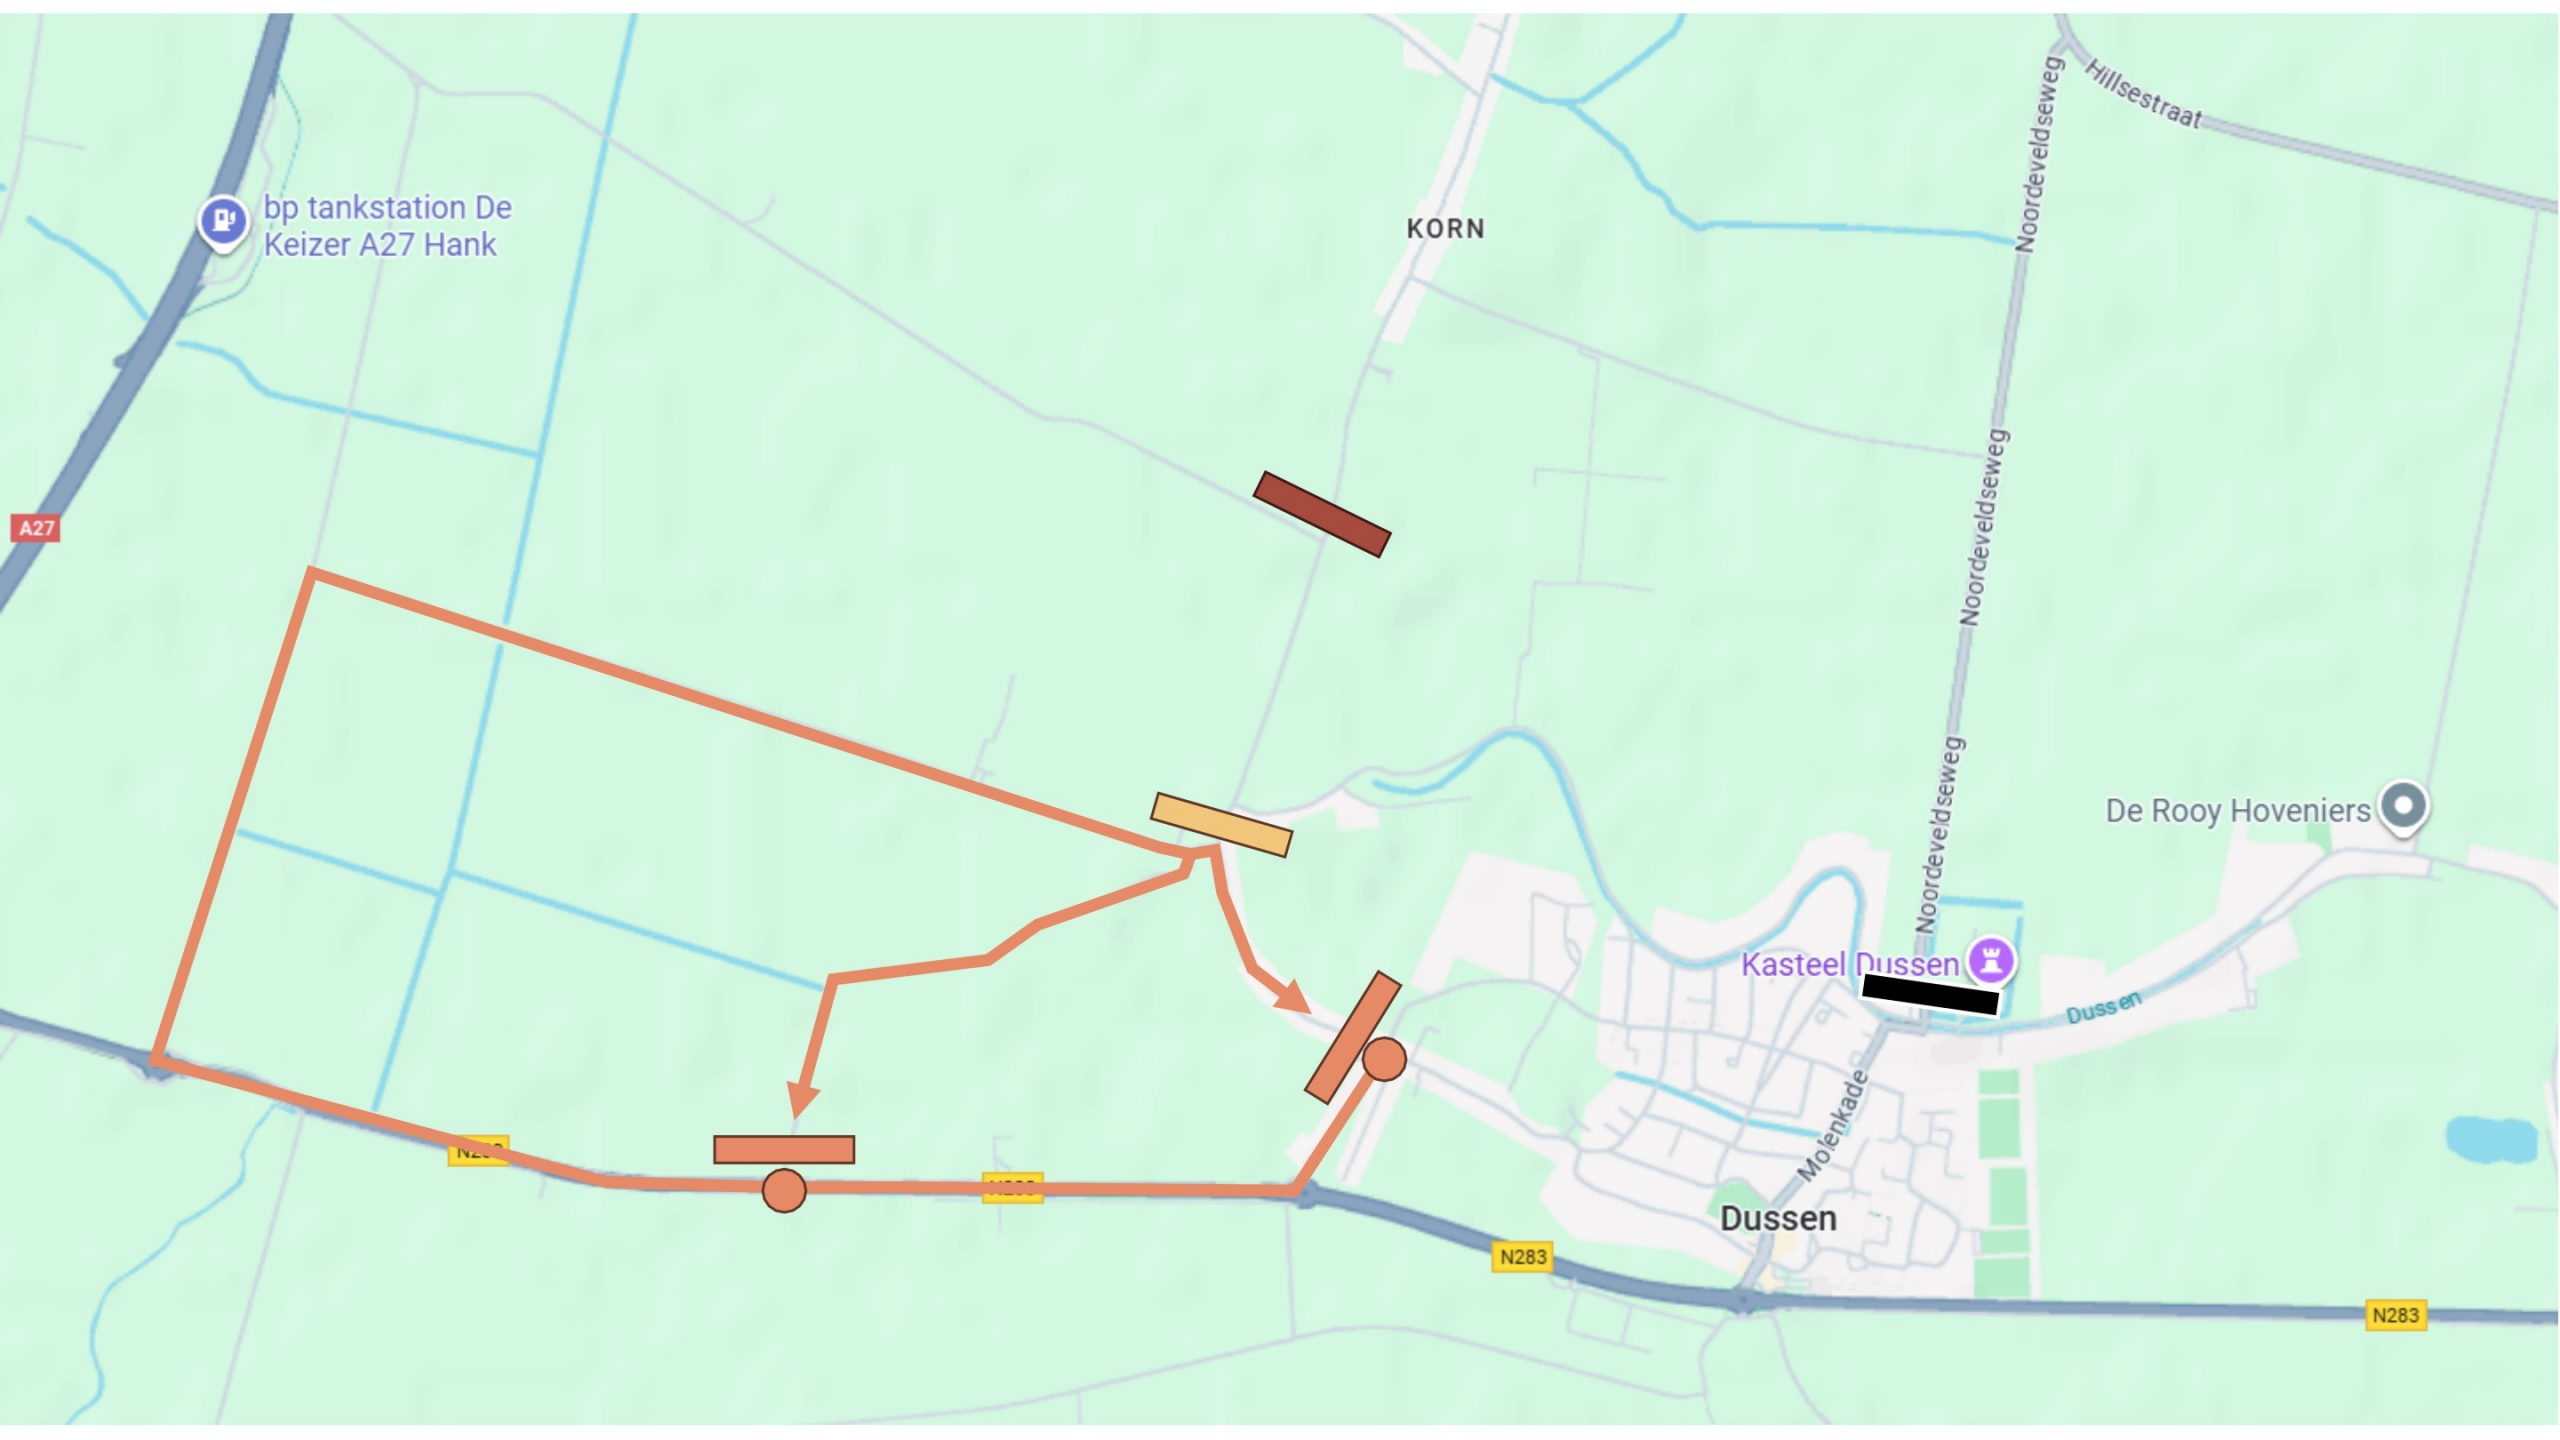 Hillsestraat
Noordeveldseweg
bp tankstation De
Keizer A27 Hank
KORN
A27
Noordeveldseweg
Noordeveldseweg
Noordeveldseweg
De Rooy Hoveniers
Kasteel Dussen
Dussen
Molenkade
Dussen
N283
N283